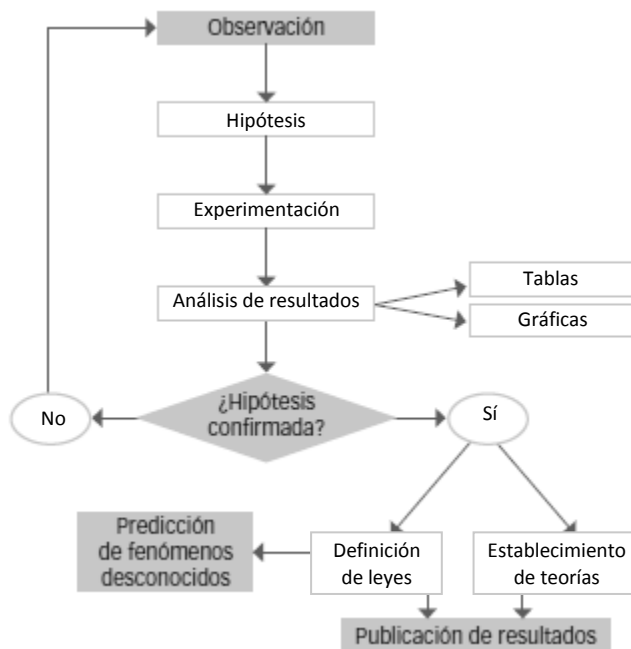 Observación
Hipótesis
Experimentación
Análisis de resultados
Tablas
Gráficas
¿Hipótesis
confirmada?
No
Sí
Predicción
de fenómenos
desconocidos
Definición
de leyes
Establecimiento
de teorías
Publicación de resultados